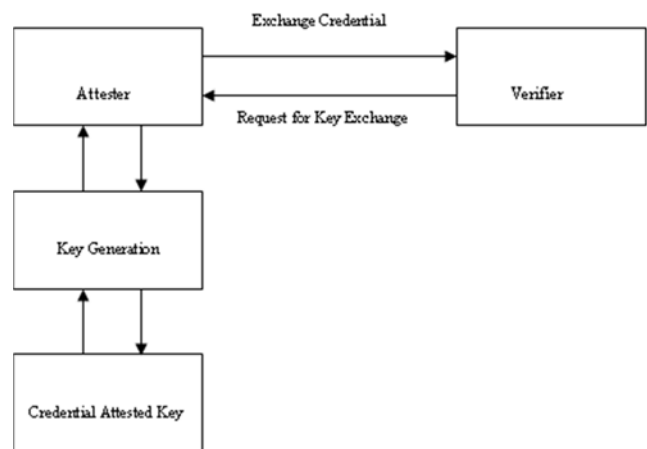 Exchange Credential
Attester
Verifier
Request for Key Exchange
Key Generation
Credential Attested Key